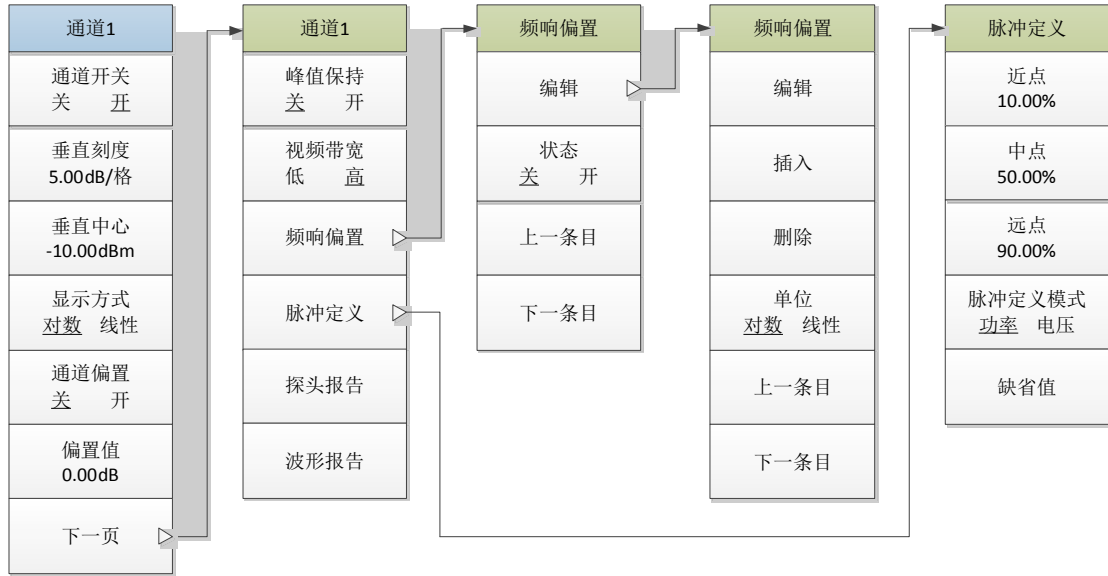 通道1
通道开关
关 开
垂直刻度
5.00dB/格
垂直中心
-10.00dBm
显示方式
对数 线性
通道偏置
关 开
偏置值
0.00dB
下一页
通道1
峰值保持
关 开
视频带宽
低 高
频响偏置
脉冲定义
探头报告
波形报告
频响偏置
编辑
状态
关 开
上一条目
下一条目
频响偏置
编辑
插入
删除
单位
对数 线性
上一条目
下一条目
脉冲定义
近点
10.00%
中点
50.00%
远点
90.00%
脉冲定义模式
功率 电压
缺省值